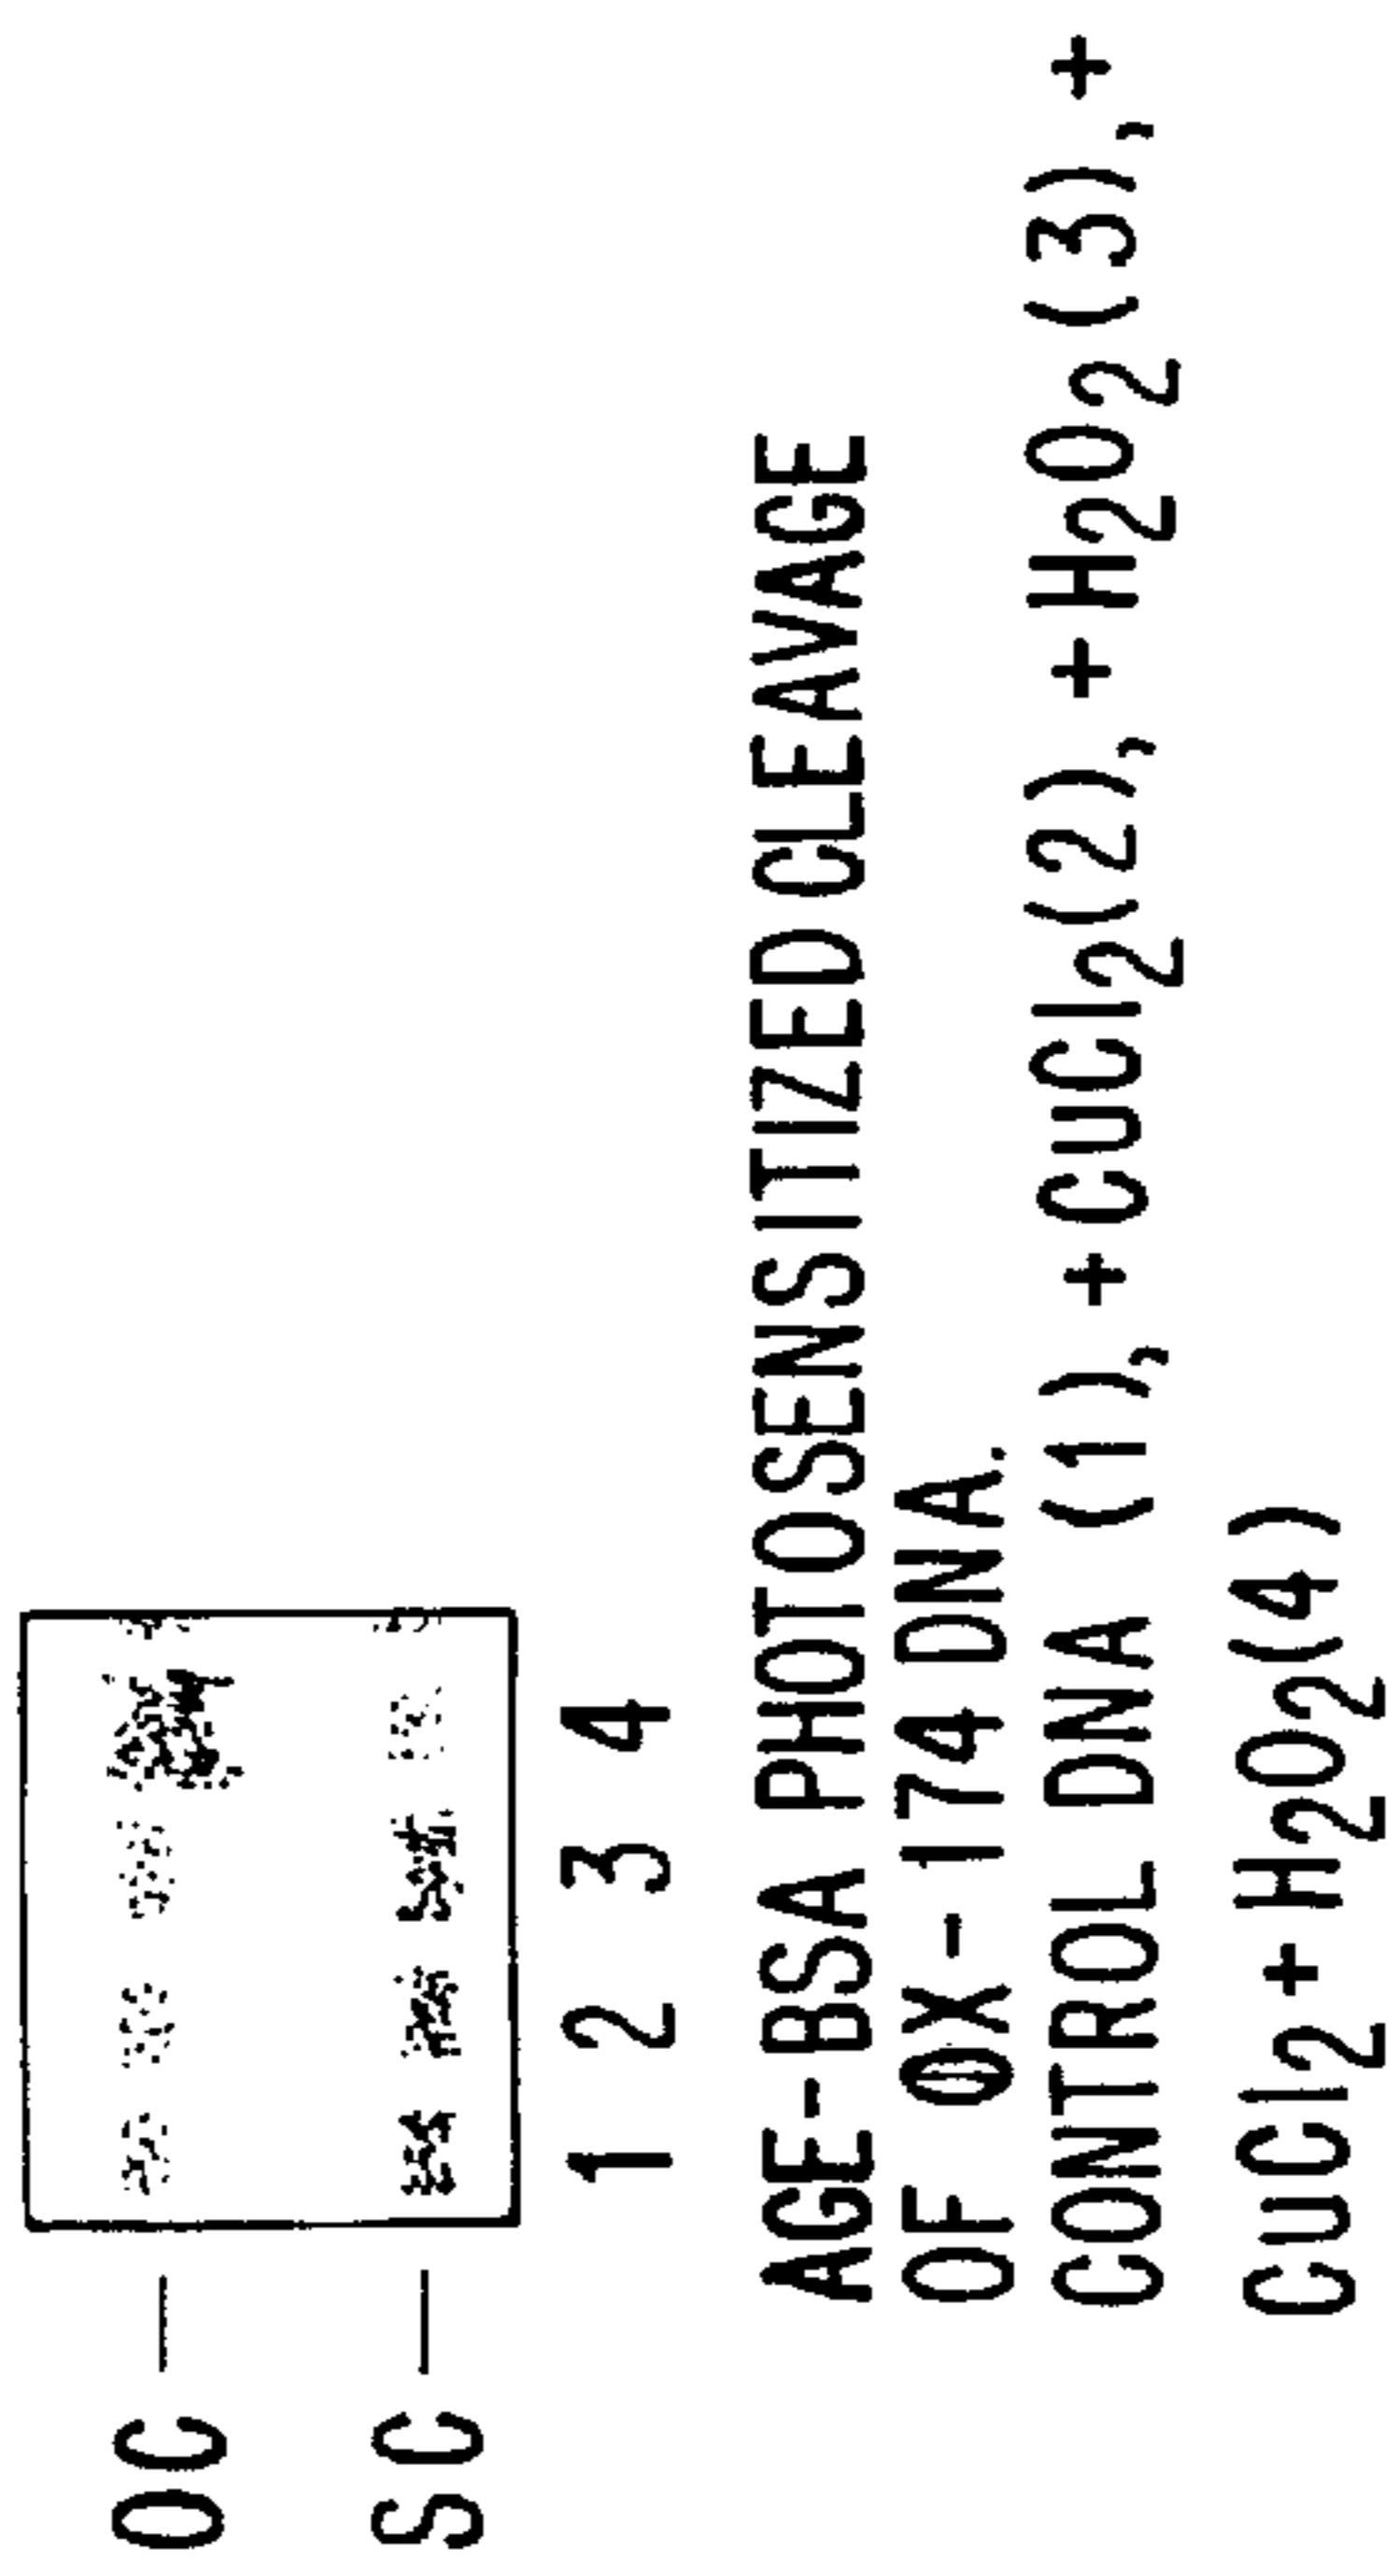 OC
SC
1 2 3 4
AGE-BSA PHOTOSENSITIZED CLEAVAGE
OF ØX-174 DNA.
CONTROL DNA (1), + CuCl₂(2), + H₂O₂(3), +
CuCl₂ + H₂O₂(4)